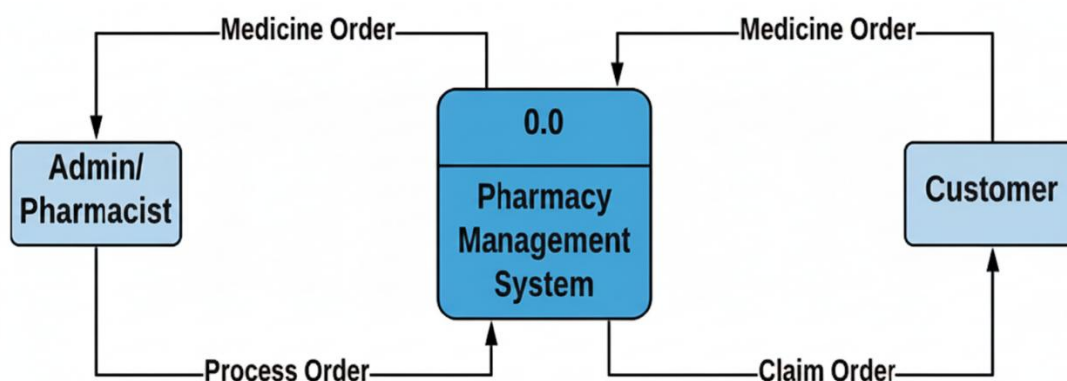 Medicine Order
Medicine Order
0.0
Admin/
Pharmacist
Pharmacy
Management
System
Customer
Process Order
Claim Order